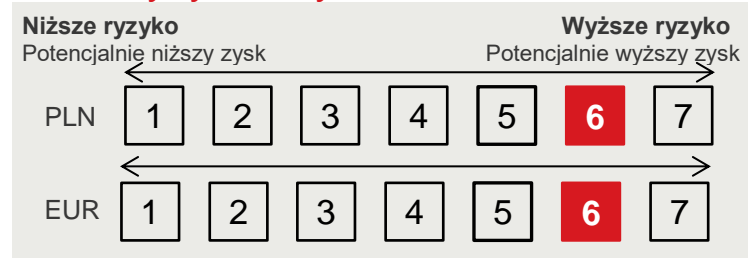 Niższe ryzyko Wyższe ryzyko
Potencjalnie niższy zysk Potencjalnie wyższy zysk
PLN 1 2 3 4 5 6 7
EUR 1 2 3 4 5 6 7